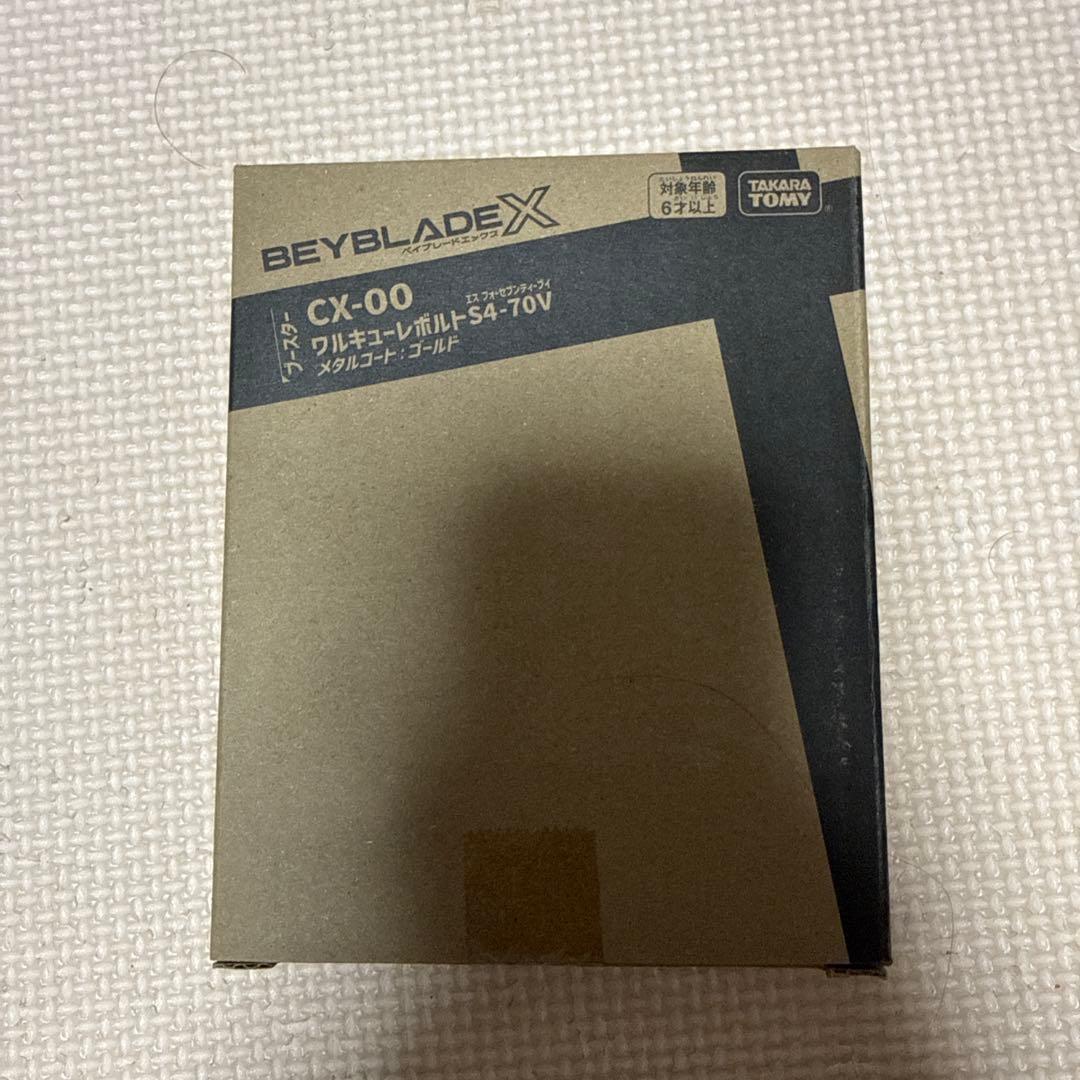 たいしょうねんれい
対象年齢
6才以上
TAKARA
TOMY
BEYBLADE X
ベイブレードエックス
ブースター
CX-00
エス フォーセブンティーブイ
ワルキューレボルトS4-70V
メタルコート：ゴールド